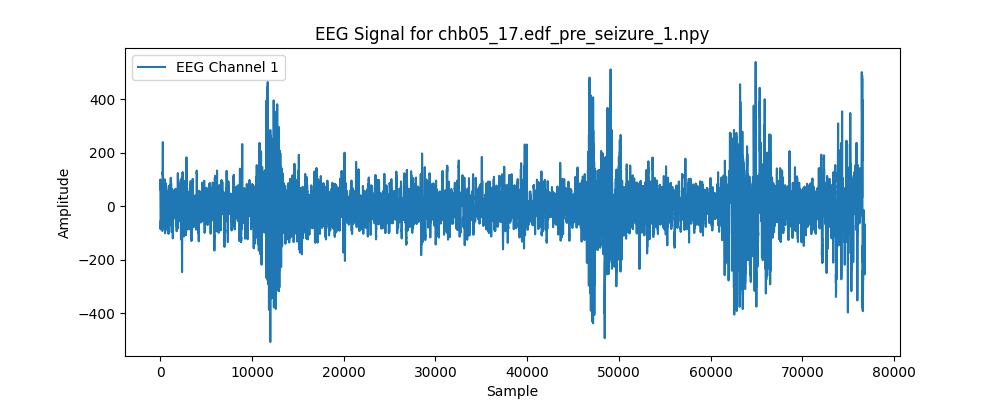 EEG Signal for chb05_17.edf_pre_seizure_1.npy
EEG Channel 1
Amplitude
400
200
0
−200
−400
0 10000 20000 30000 40000 50000 60000 70000 80000
Sample